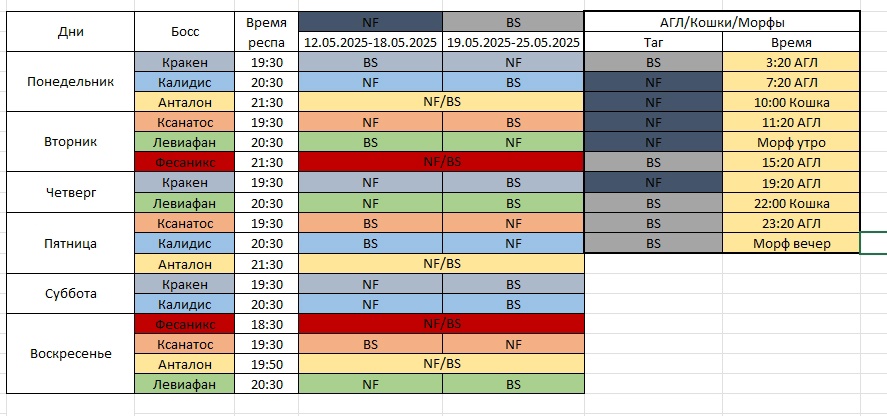 Дни Босс Время респа NF BS АГЛ/Кошки/Морфы
12.05.2025-18.05.2025 19.05.2025-25.05.2025 Таг Время
Понедельник Кракен 19:30 BS NF BS 3:20 АГЛ
Калидис 20:30 NF BS NF 7:20 АГЛ
Анталон 21:30 NF/BS NF 10:00 Кошка
Вторник Ксанатос 19:30 NF BS NF 11:20 АГЛ
Левиафан 20:30 BS NF NF Морф утро
Фесаникс 21:30 NF/BS BS 15:20 АГЛ
Четверг Кракен 19:30 NF BS NF 19:20 АГЛ
Левиафан 20:30 NF BS BS 22:00 Кошка
Пятница Ксанатос 19:30 BS NF BS 23:20 АГЛ
Калидис 20:30 BS NF BS Морф вечер
Анталон 21:30 NF/BS
Суббота Кракен 19:30 NF BS
Калидис 20:30 NF BS
Воскресенье Фесаникс 18:30 NF/BS
Ксанатос 19:30 BS NF
Анталон 19:50 NF/BS
Левиафан 20:30 NF BS